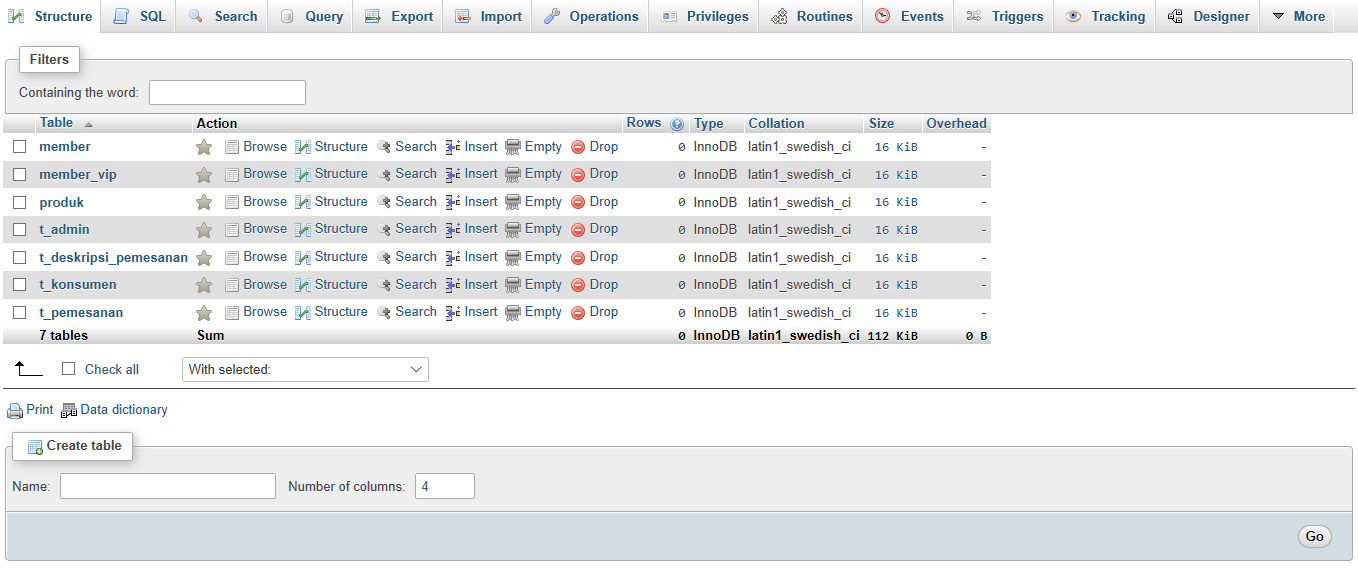 Structure SQL Search Query Export Import Operations Privileges Routines Events Triggers Tracking Designer More
Filters
Containing the word:
Table Action Rows Type Collation Size Overhead
member Browse Structure Search Insert Empty Drop 0 InnoDB latin1_swedish_ci 16 KiB -
member_vip Browse Structure Search Insert Empty Drop 0 InnoDB latin1_swedish_ci 16 KiB -
produk Browse Structure Search Insert Empty Drop 0 InnoDB latin1_swedish_ci 16 KiB -
t_admin Browse Structure Search Insert Empty Drop 0 InnoDB latin1_swedish_ci 16 KiB -
t_deskripsi_pemesanan Browse Structure Search Insert Empty Drop 0 InnoDB latin1_swedish_ci 16 KiB -
t_konsumen Browse Structure Search Insert Empty Drop 0 InnoDB latin1_swedish_ci 16 KiB -
t_pemesanan Browse Structure Search Insert Empty Drop 0 InnoDB latin1_swedish_ci 16 KiB -
7 tables Sum 0 InnoDB latin1_swedish_ci 112 KiB 0 B
Check all With selected:
Print Data dictionary
Create table
Name: Number of columns: 4
Go